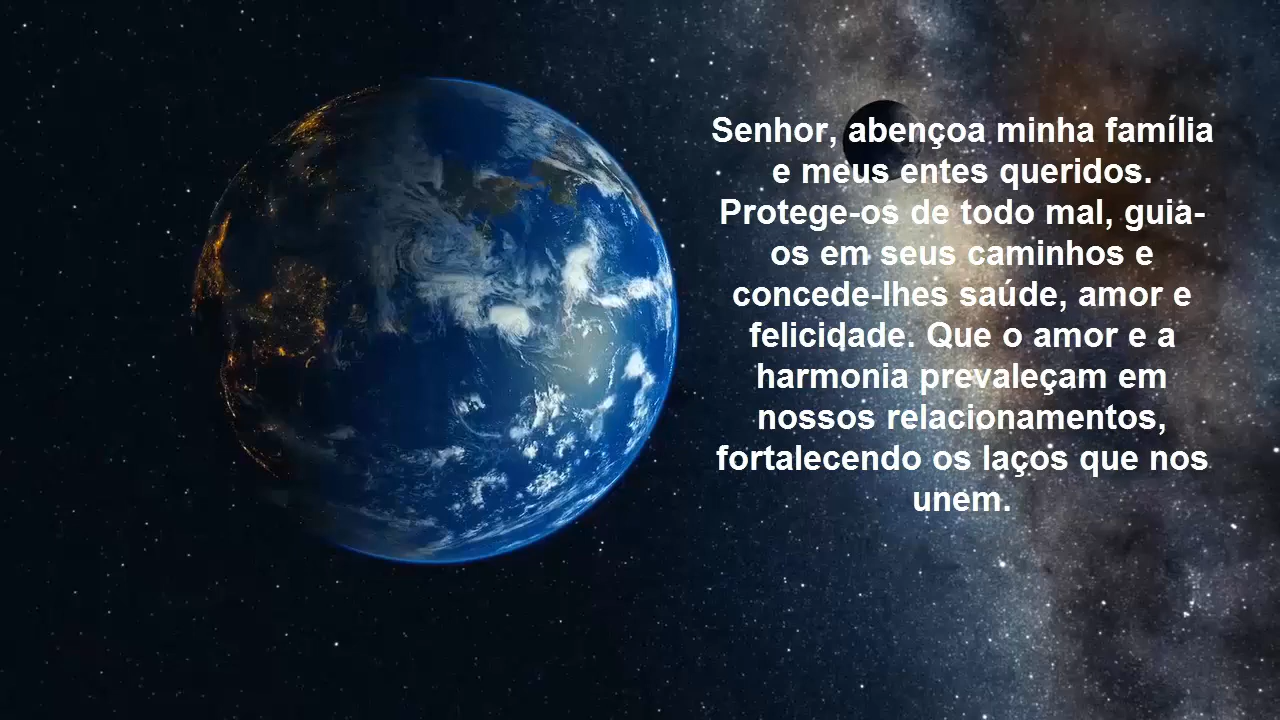 Senhor, abençoa minha família
e meus entes queridos.
Protege-os de todo mal, guia-
os em seus caminhos e
concede-lhes saúde, amor e
felicidade. Que o amor e a
harmonia prevaleçam em
nossos relacionamentos,
fortalecendo os laços que nos
unem.